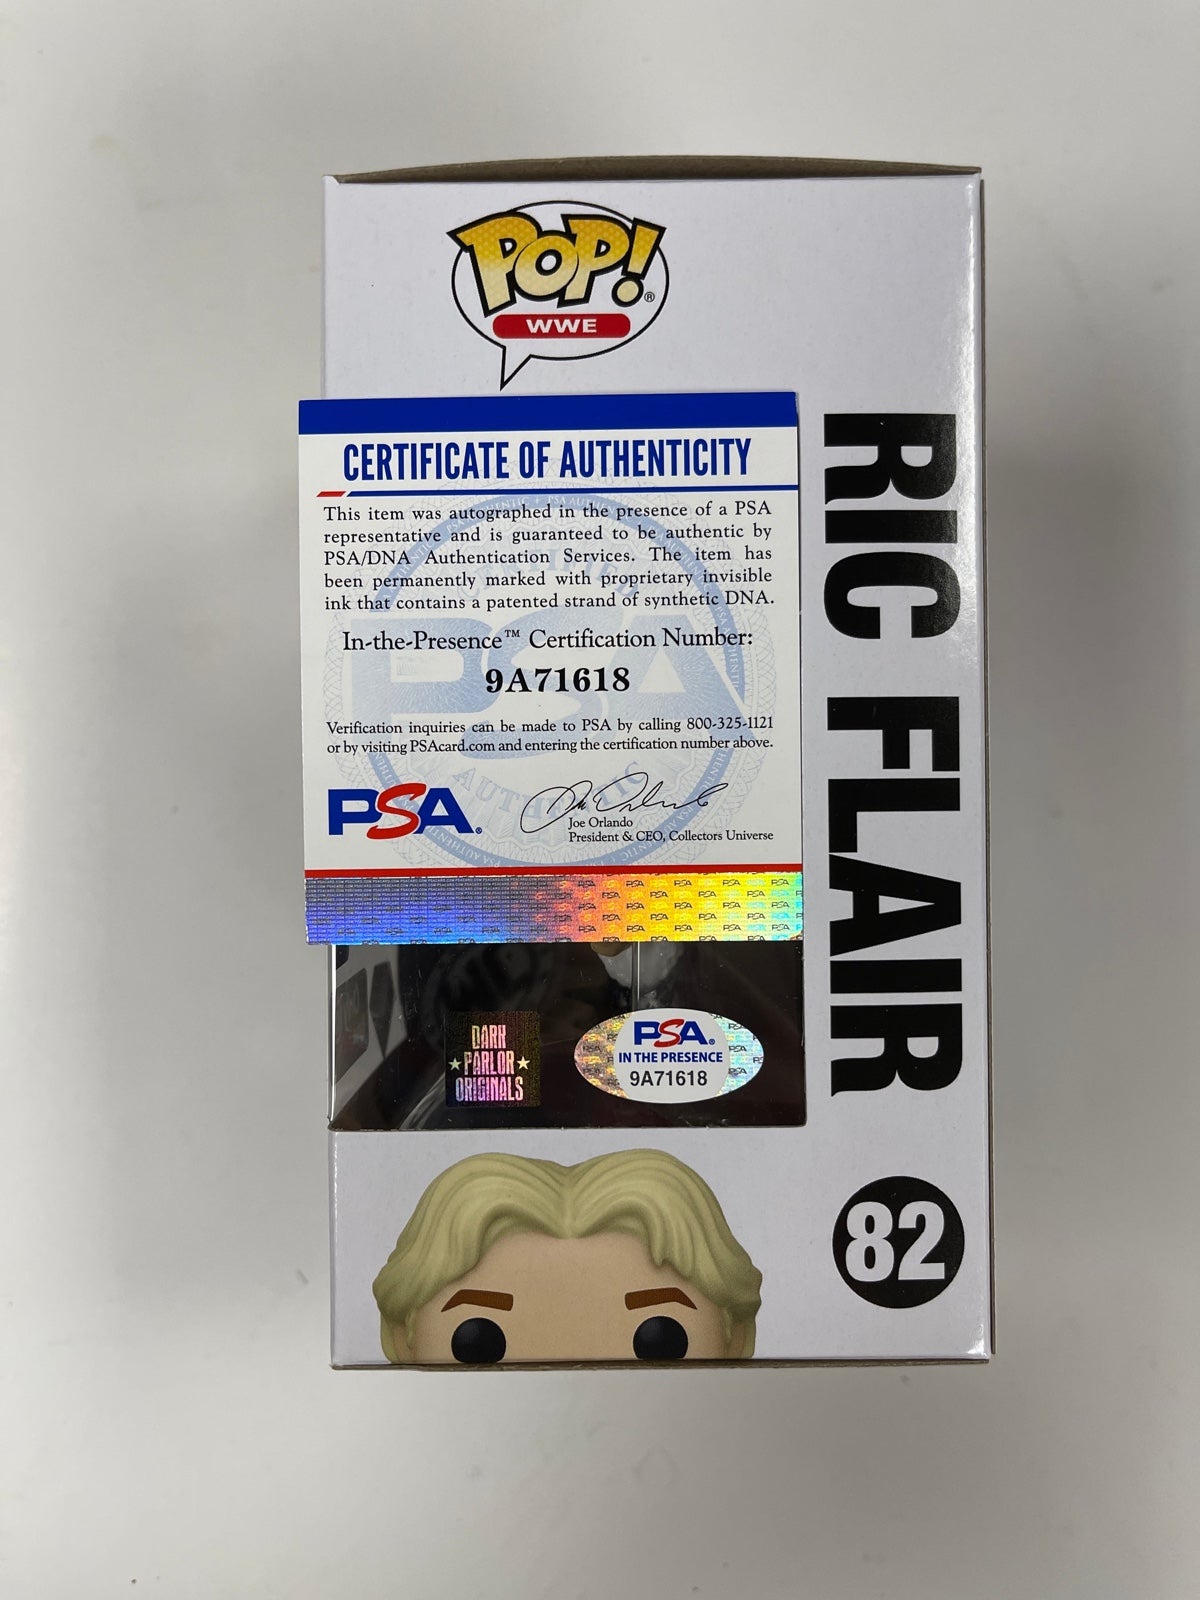 POP!®
WWE
CERTIFICATE OF AUTHENTICITY
This item was autographed in the presence of a PSA
representative and is guaranteed to be authentic by
PSA/DNA Authentication Services. The item has
been permanently marked with proprietary invisible
ink that contains a patented strand of synthetic DNA.
In-the-Presence™ Certification Number:
9A71618
Verification inquiries can be made to PSA by calling 800-325-1121
or by visiting PSAcard.com and entering the certification number above.
PSA®
Joe Orlando
President & CEO, Collectors Universe
RIC FLAIR
82
DARK
PARLOR
ORIGINALS
PSA®
IN THE PRESENCE
9A71618